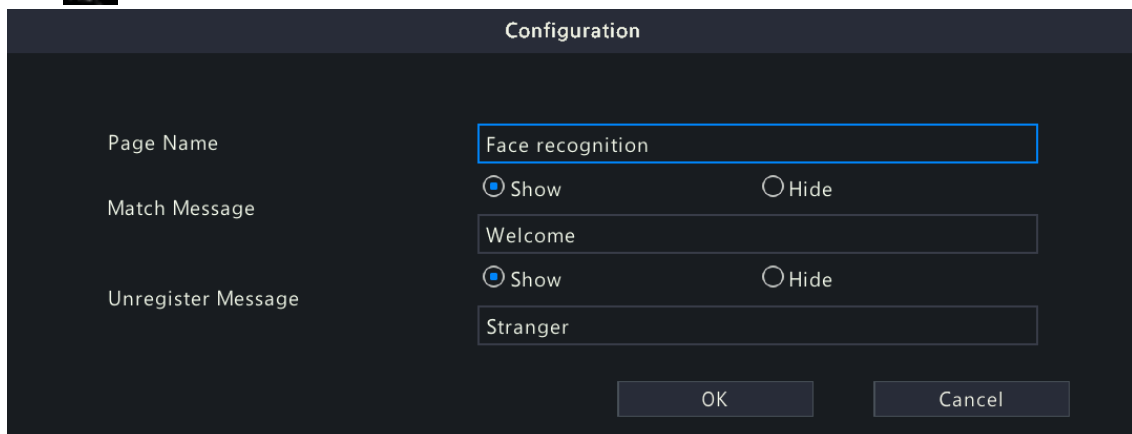 Configuration
Page Name
Face recognition
Show Hide
Match Message
Welcome
Show Hide
Unregister Message
Stranger
OK Cancel